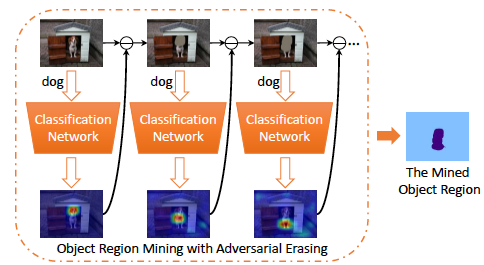 dog
dog
dog
Classification
Network
Classification
Network
Classification
Network
...
The Mined
Object Region
Object Region Mining with Adversarial Erasing